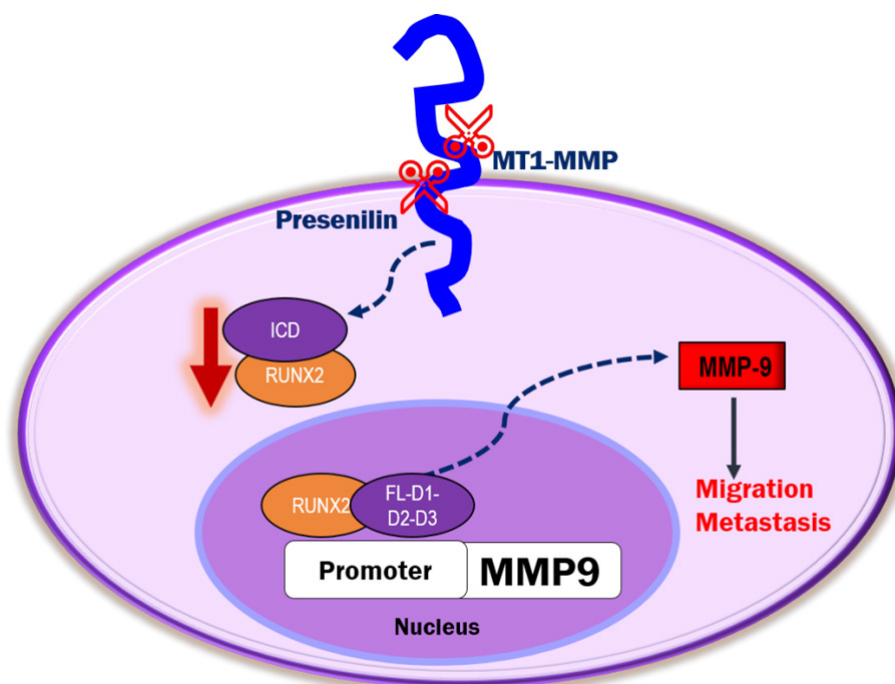 MT1-MMP
Presenilin
ICD
RUNX2
MMP-9
Migration
Metastasis
RUNX2
FL-D1-
D2-D3
Promoter
MMP9
Nucleus